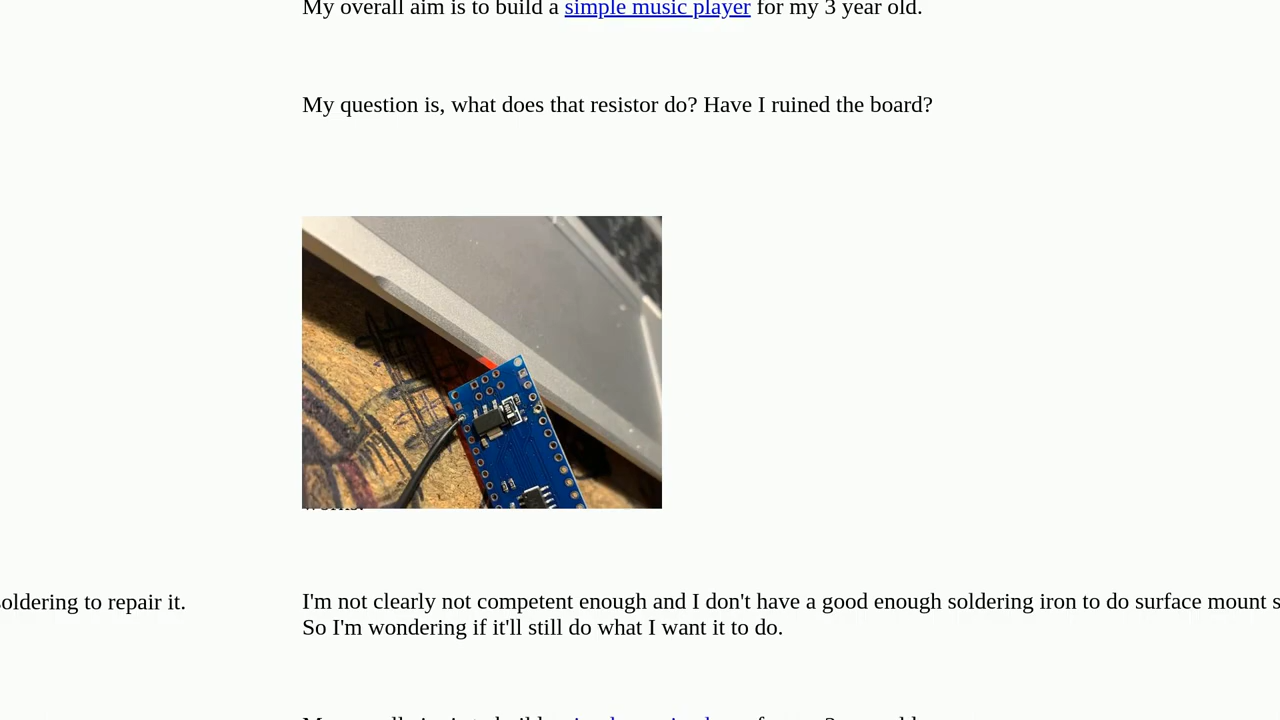 My overall aim is to build a simple music player for my 3 year old.
My question is, what does that resistor do? Have I ruined the board?
oldering to repair it.
I'm not clearly not competent enough and I don't have a good enough soldering iron to do surface mount s
So I'm wondering if it'll still do what I want it to do.